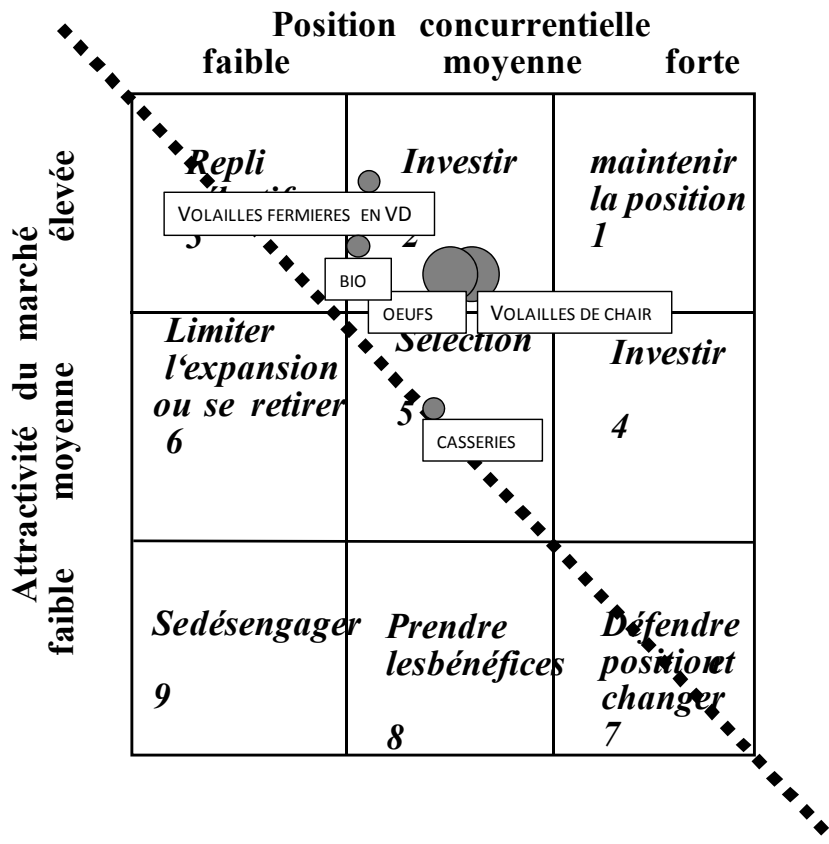 Position concurrentielle
faible moyenne forte
Attractivité du marché
élevée
moyenne
faible
Repli
3
Investir
2
maintenir
la position
1
VOLAILLES FERMIERES EN VD
BIO
OEUFS
VOLAILLES DE CHAIR
Limiter
l'expansion
ou se retirer
6
Sélection
5
Investir
4
CASSERIES
Sedésengager
9
Prendre
lesbénéfices
8
Défendre
positionet
changer
7